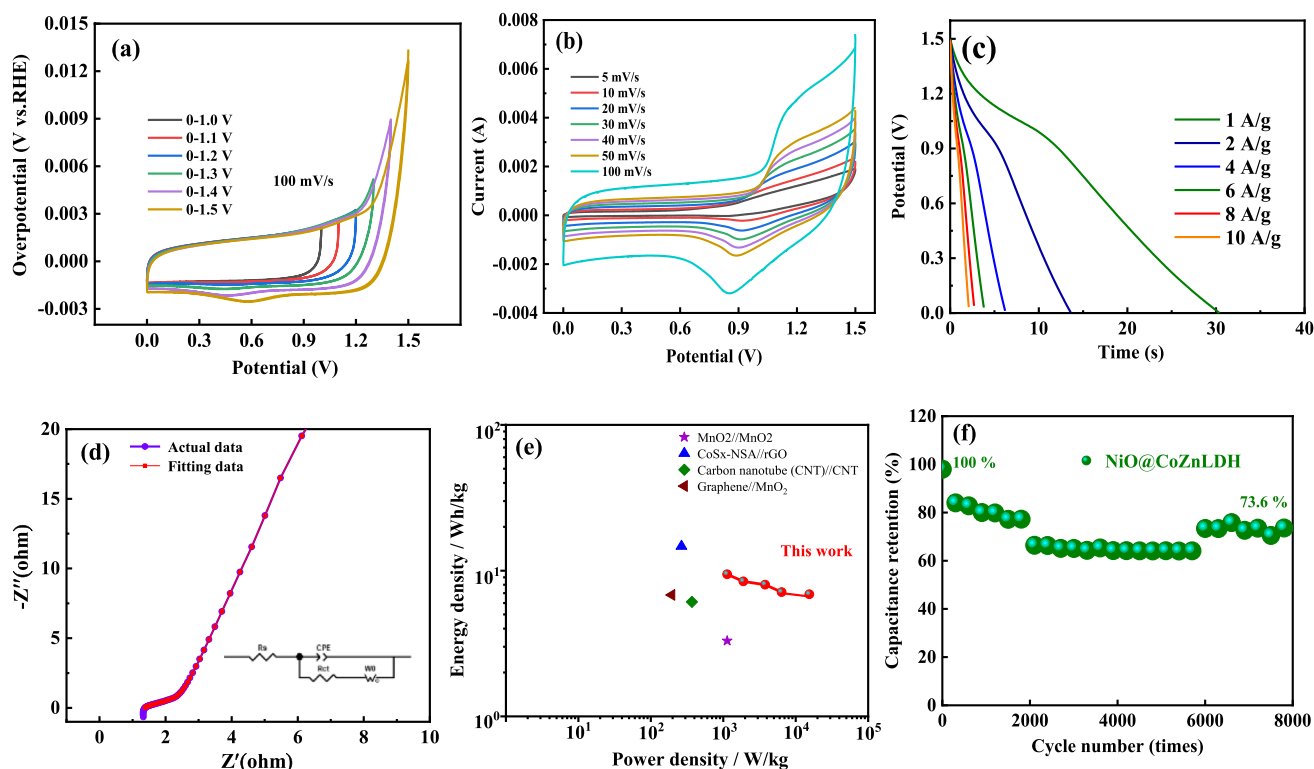 (a)
Overpotential (V vs.RHE)
0.015
0.012
0.009
0.006
0.003
0.000
-0.003
0-1.0 V
0-1.1 V
0-1.2 V
0-1.3 V
0-1.4 V
0-1.5 V
100 mV/s
0.0 0.3 0.6 0.9 1.2 1.5
Potential (V)
(b)
Current (A)
0.008
0.006
0.004
0.002
0.000
-0.002
-0.004
5 mV/s
10 mV/s
20 mV/s
30 mV/s
40 mV/s
50 mV/s
100 mV/s
0.0 0.3 0.6 0.9 1.2 1.5
Potential (V)
(c)
Potential (V)
1.5
1.2
0.9
0.6
0.3
0.0
1 A/g
2 A/g
4 A/g
6 A/g
8 A/g
10 A/g
0 10 20 30 40
Time (s)
(d)
-Z''(ohm)
20
15
10
5
0
Actual data
Fitting data
Rs CPE
Rct W0
0 2 4 6 8 10
Z'(ohm)
(e)
Energy density / Wh/kg
10²
10¹
10⁰
MnO2//MnO2
CoSx-NSA//rGO
Carbon nanotube (CNT)//CNT
Graphene//MnO₂
This work
10¹ 10² 10³ 10⁴ 10⁵
Power density / W/kg
(f)
Capacitance retention (%)
120
100
80
60
40
20
0
100 %
NiO@CoZnLDH
73.6 %
0 2000 4000 6000 8000
Cycle number (times)